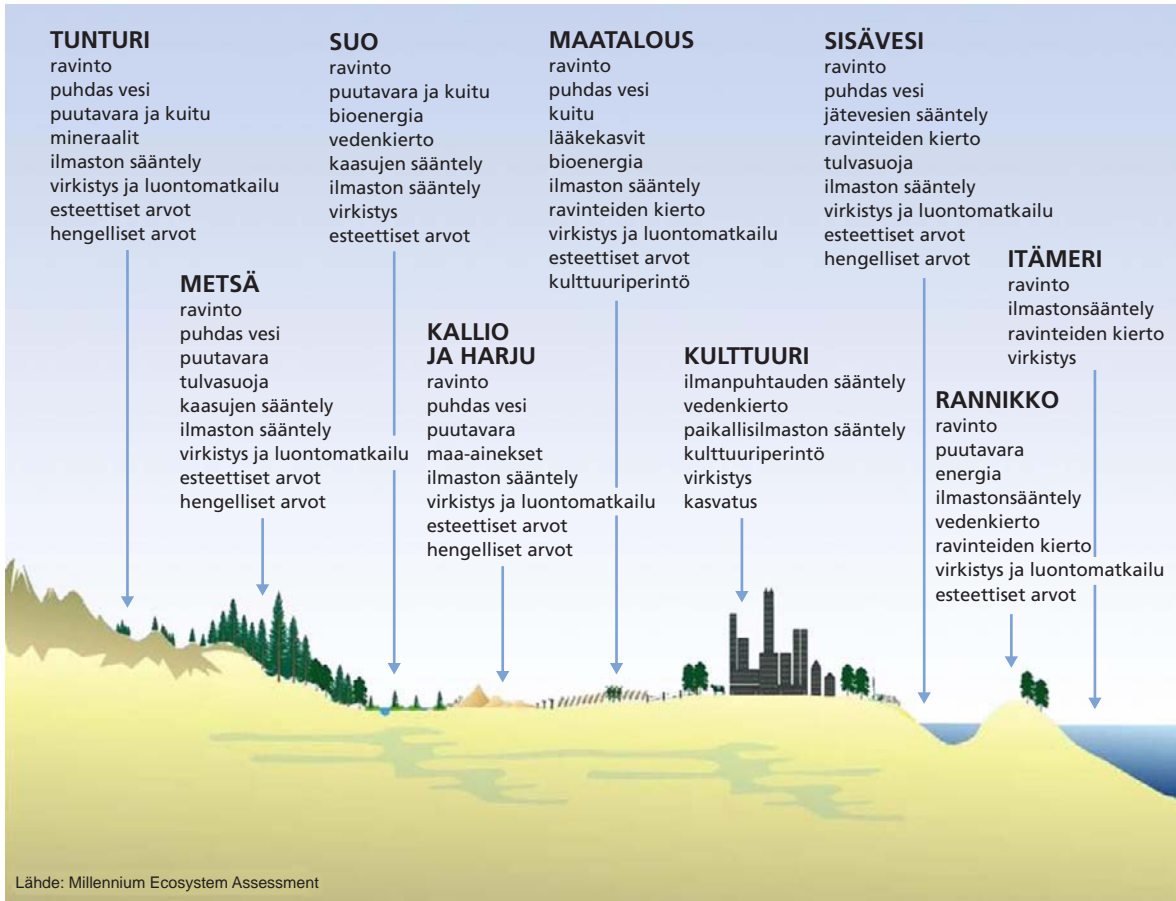 TUNTURI
ravinto
puhdas vesi
puutavara ja kuitu
mineraalit
ilmaston sääntely
virkistys ja luontomatkailu
esteettiset arvot
hengelliset arvot
METSÄ
ravinto
puhdas vesi
puutavara
tulvasuoja
kaasujen sääntely
ilmaston sääntely
virkistys ja luontomatkailu
esteettiset arvot
hengelliset arvot
SUO
ravinto
puutavara ja kuitu
bioenergia
vedenkierto
kaasujen sääntely
ilmaston sääntely
virkistys
esteettiset arvot
KALLIO
JA HARJU
ravinto
puhdas vesi
puutavara
maa-ainekset
ilmaston sääntely
virkistys ja luontomatkailu
esteettiset arvot
hengelliset arvot
MAATALOUS
ravinto
puhdas vesi
kuitu
lääkekasvit
bioenergia
ilmaston sääntely
ravinteiden kierto
virkistys ja luontomatkailu
esteettiset arvot
kulttuuriperintö
KULTTUURI
ilmanpuhtauden sääntely
vedenkierto
paikallisilmaston sääntely
kulttuuriperintö
virkistys
kasvatus
SISÄVESI
ravinto
puhdas vesi
jätevesien sääntely
ravinteiden kierto
tulvasuoja
ilmaston sääntely
virkistys ja luontomatkailu
esteettiset arvot
hengelliset arvot
RANNIKKO
ravinto
puutavara
energia
ilmastonsääntely
vedenkierto
ravinteiden kierto
virkistys ja luontomatkailu
esteettiset arvot
ITÄMERI
ravinto
ilmastonsääntely
ravinteiden kierto
virkistys
Lähde: Millennium Ecosystem Assessment